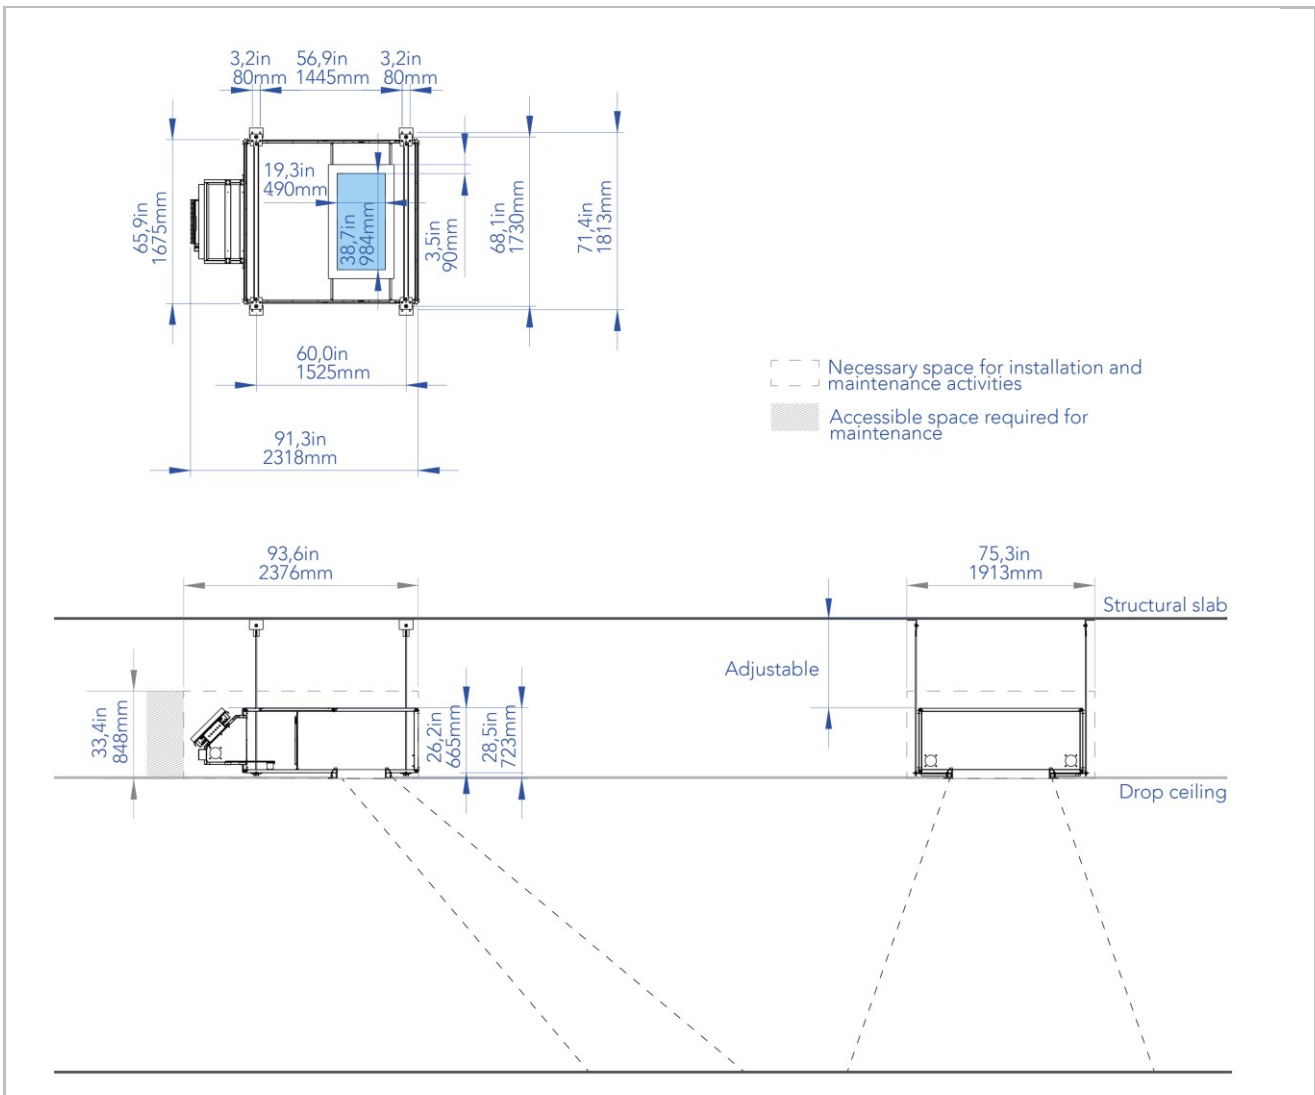 3,2in
80mm
56,9in
1445mm
3,2in
80mm
19,3in
490mm
38,7in
984mm
65,9in
1675mm
3,5in
90mm
68,1in
1730mm
71,4in
1813mm
60,0in
1525mm
91,3in
2318mm
Necessary space for installation and
maintenance activities
Accessible space required for
maintenance
93,6in
2376mm
75,3in
1913mm
Structural slab
Adjustable
33,4in
848mm
26,2in
665mm
28,5in
723mm
Drop ceiling